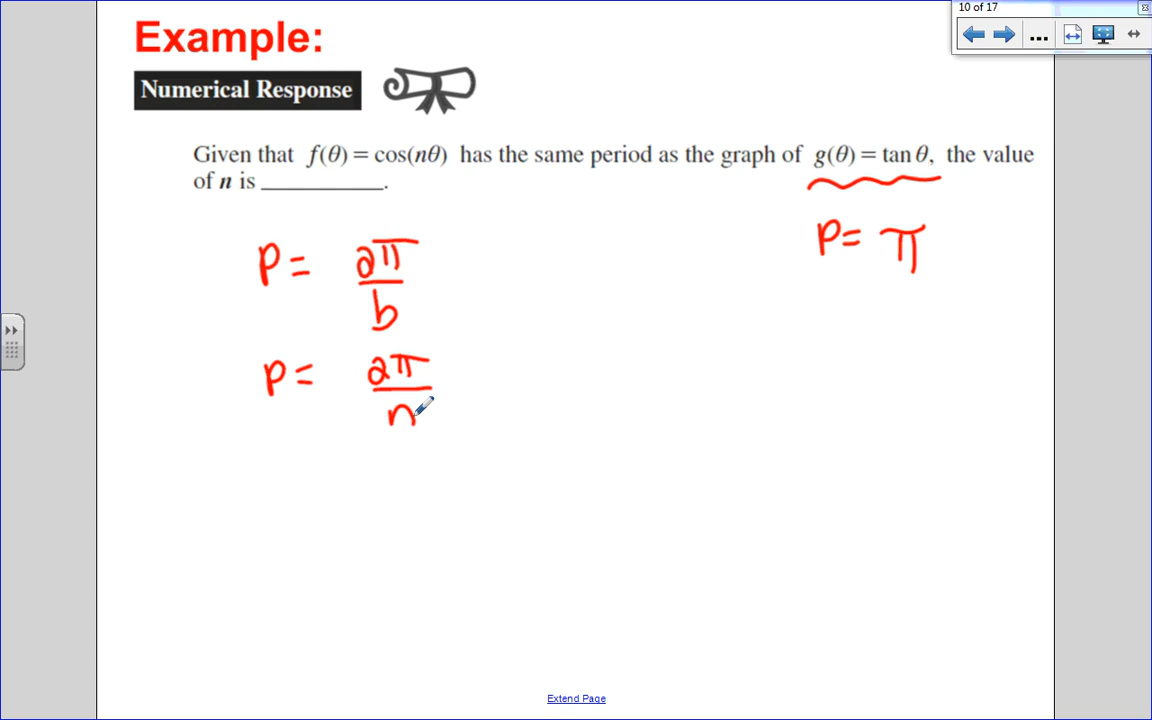 10 of 17
Example:
Numerical Response
Given that f(θ) = cos(nθ) has the same period as the graph of g(θ) = tan θ, the value
of n is __________.
P = π
P = 2π/b
P = 2π/n
Extend Page